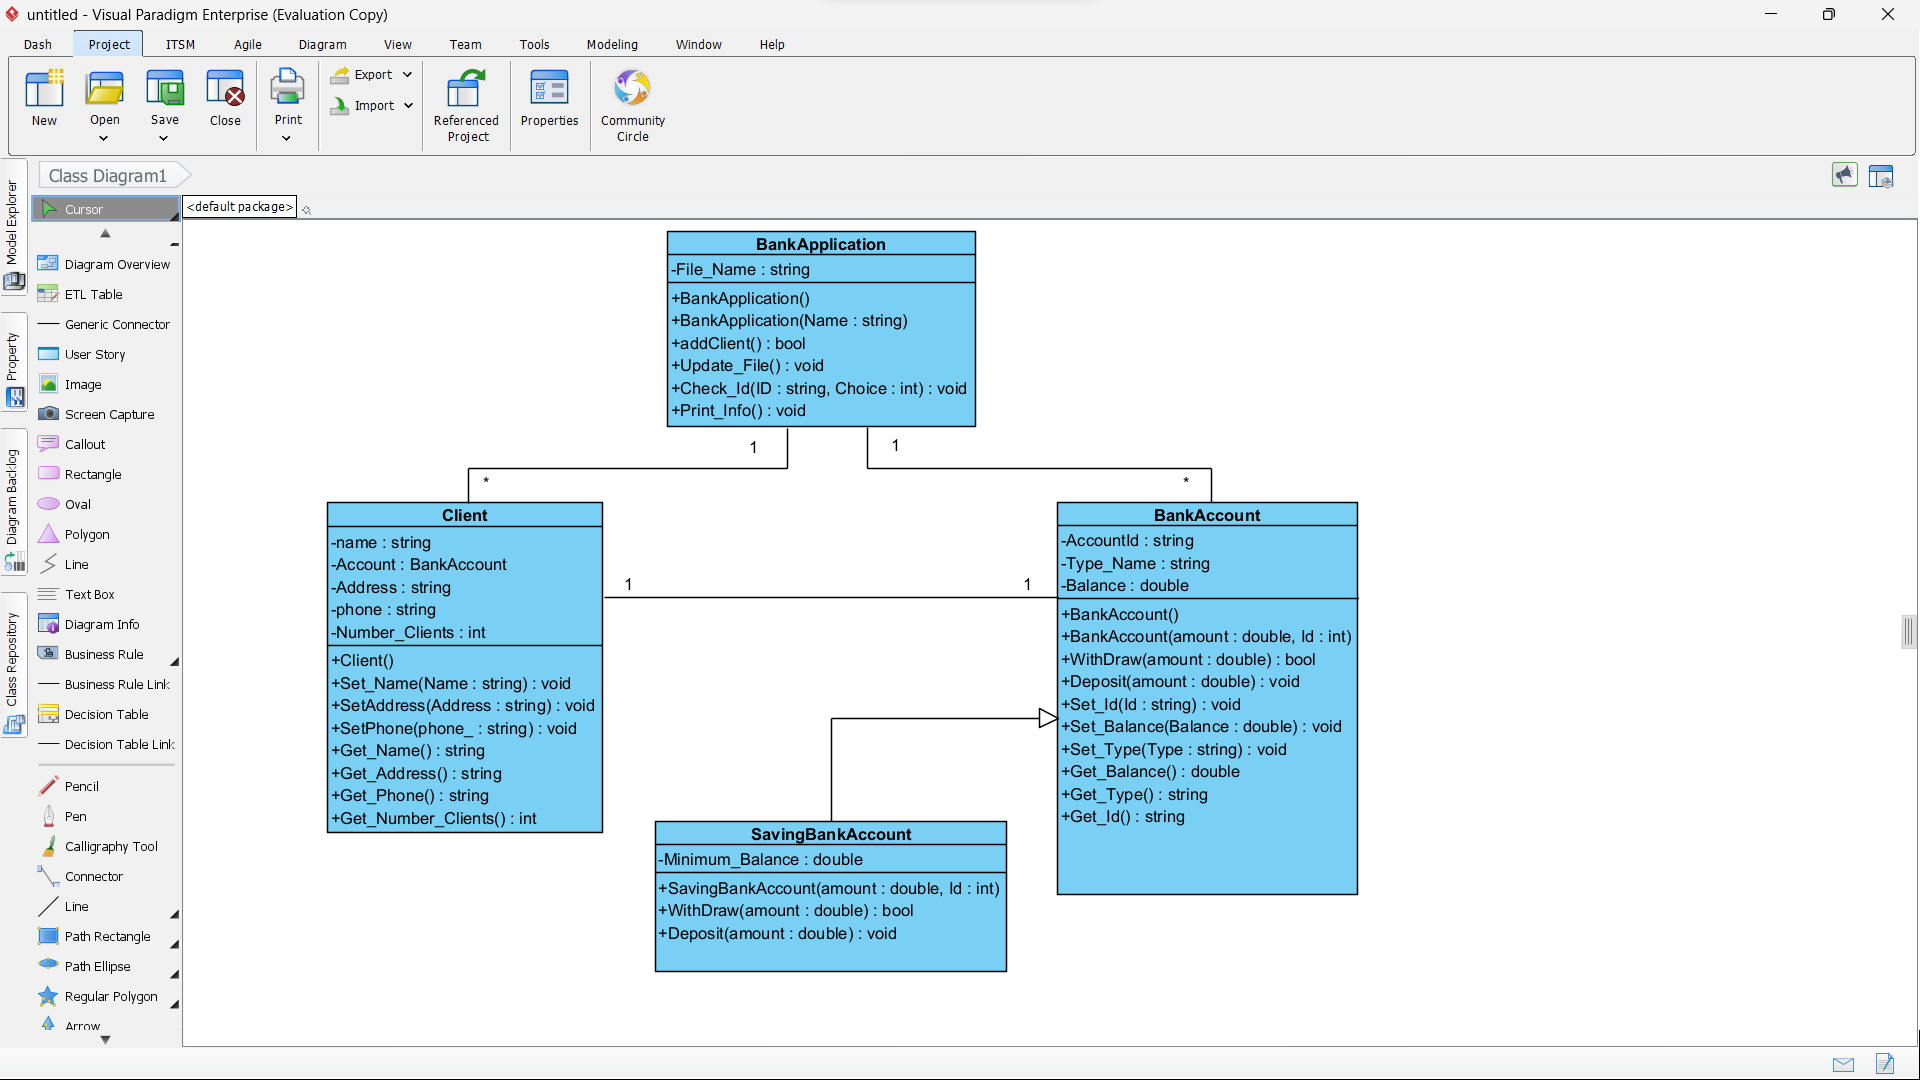 untitled - Visual Paradigm Enterprise (Evaluation Copy)
Dash Project ITSM Agile Diagram View Team Tools Modeling Window Help
New Open Save Close Print Export Import Referenced Project Properties Community Circle
Class Diagram1
<default package>
Model Explorer
Property
Diagram Backlog
Class Repository
Cursor
Diagram Overview
ETL Table
Generic Connector
User Story
Image
Screen Capture
Callout
Rectangle
Oval
Polygon
Line
Text Box
Diagram Info
Business Rule
Business Rule Link
Decision Table
Decision Table Link
Pencil
Pen
Calligraphy Tool
Connector
Line
Path Rectangle
Path Ellipse
Regular Polygon
Arrow
BankApplication
-File_Name : string
+BankApplication()
+BankApplication(Name : string)
+addClient() : bool
+Update_File() : void
+Check_Id(ID : string, Choice : int) : void
+Print_Info() : void
1 1
* *
Client
-name : string
-Account : BankAccount
-Address : string
-phone : string
-Number_Clients : int
+Client()
+Set_Name(Name : string) : void
+SetAddress(Address : string) : void
+SetPhone(phone_ : string) : void
+Get_Name() : string
+Get_Address() : string
+Get_Phone() : string
+Get_Number_Clients() : int
1 1
BankAccount
-AccountId : string
-Type_Name : string
-Balance : double
+BankAccount()
+BankAccount(amount : double, Id : int)
+WithDraw(amount : double) : bool
+Deposit(amount : double) : void
+Set_Id(Id : string) : void
+Set_Balance(Balance : double) : void
+Set_Type(Type : string) : void
+Get_Balance() : double
+Get_Type() : string
+Get_Id() : string
SavingBankAccount
-Minimum_Balance : double
+SavingBankAccount(amount : double, Id : int)
+WithDraw(amount : double) : bool
+Deposit(amount : double) : void